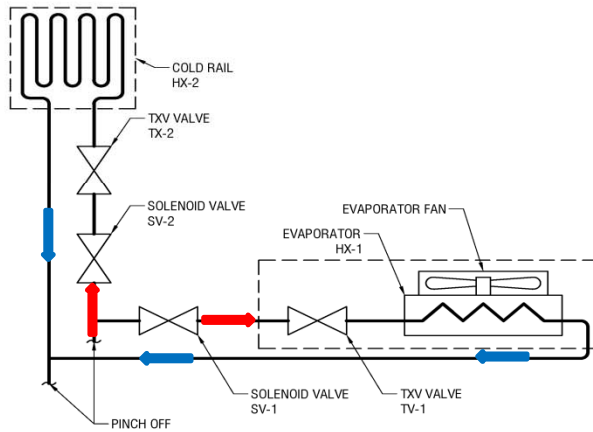 COLD RAIL
HX-2
TXV VALVE
TX-2
SOLENOID VALVE
SV-2
EVAPORATOR FAN
EVAPORATOR
HX-1
SOLENOID VALVE
SV-1
TXV VALVE
TV-1
PINCH OFF